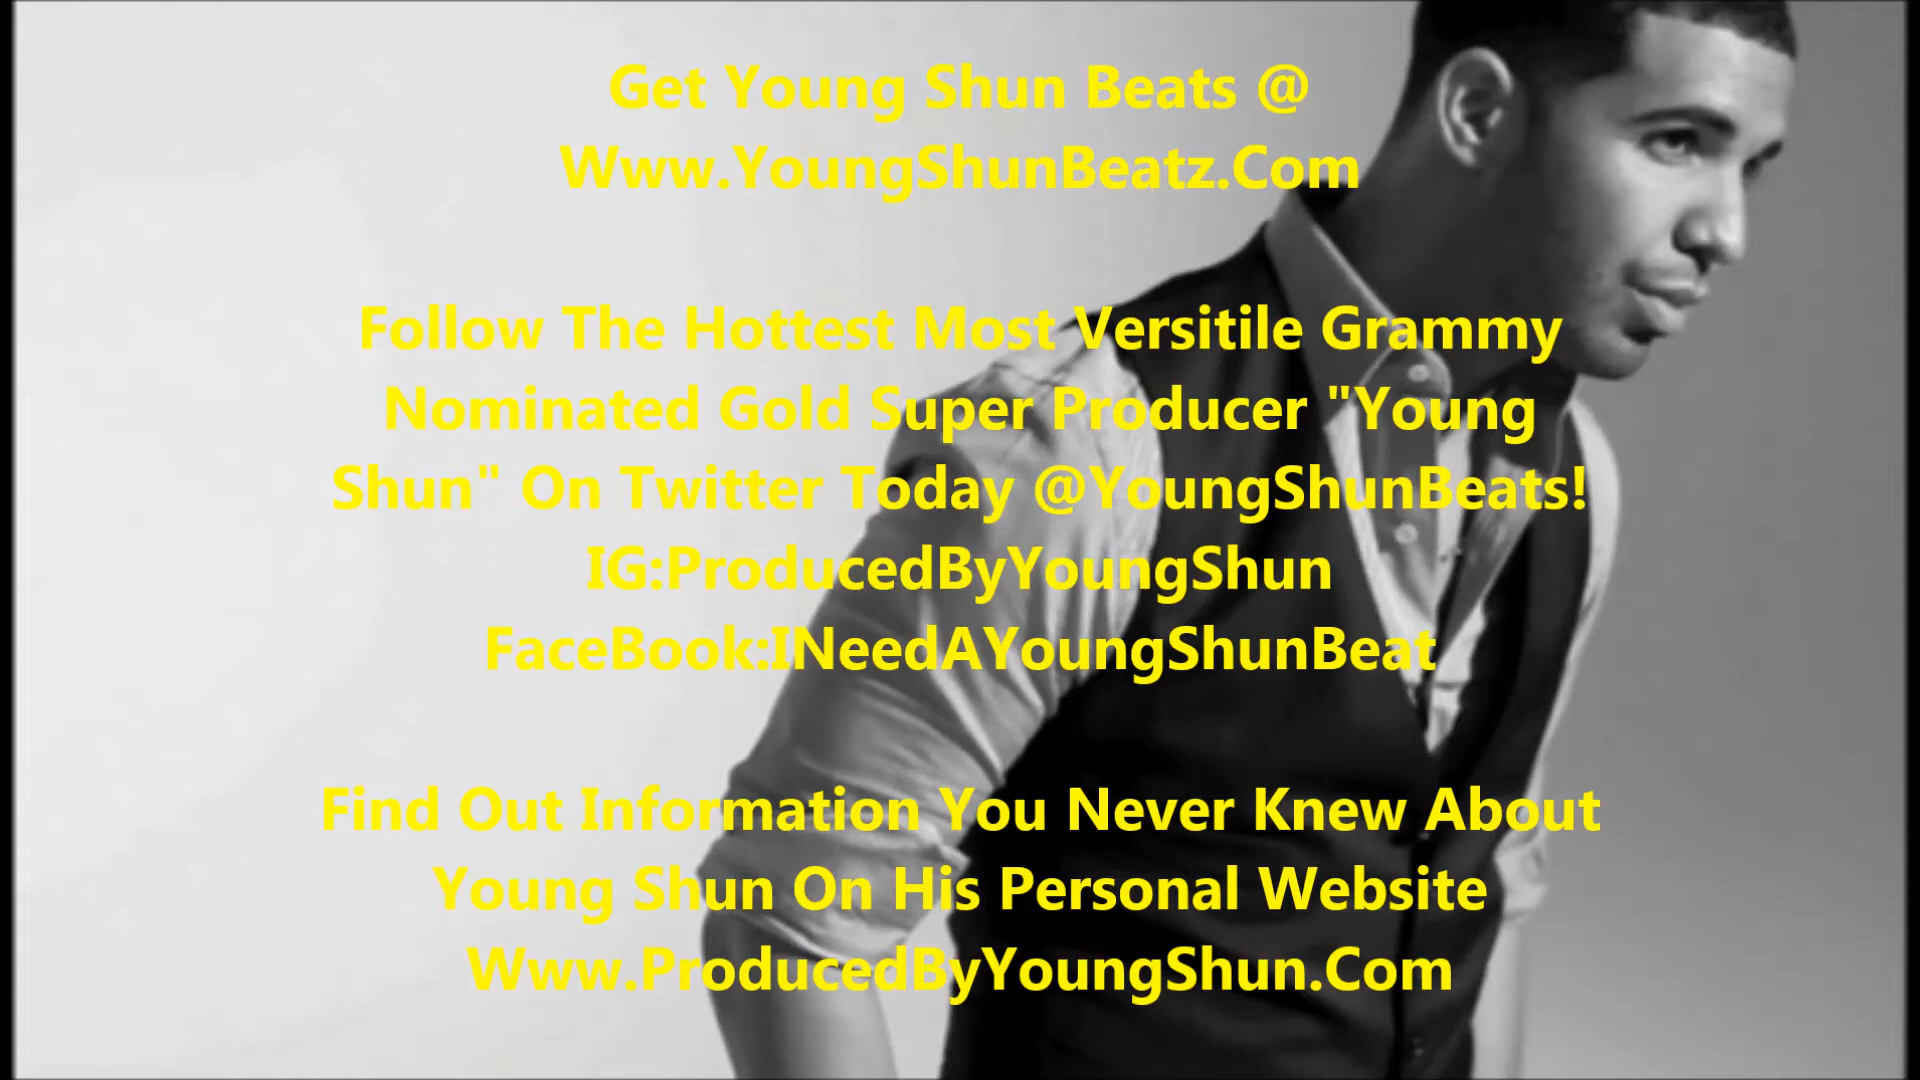 Get Young Shun Beats @
Www.YoungShunBeatz.Com
Follow The Hottest Most Versitile Grammy
Nominated Gold Super Producer "Young
Shun" On Twitter Today @YoungShunBeats!
IG:ProducedByYoungShun
FaceBook:INeedAYoungShunBeat
Find Out Information You Never Knew About
Young Shun On His Personal Website
Www.ProducedByYoungShun.Com